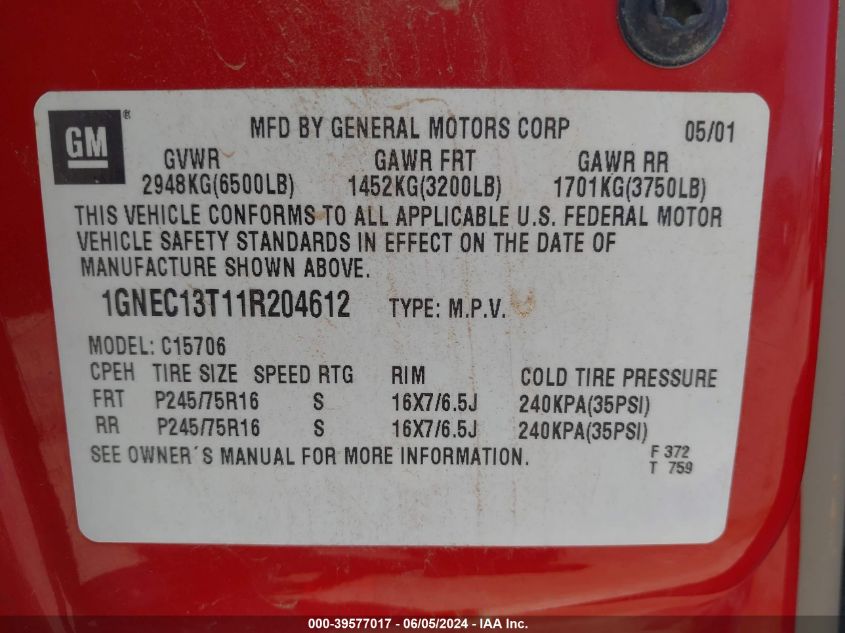 GM®
MFD BY GENERAL MOTORS CORP 05/01
GVWR GAWR FRT GAWR RR
2948KG(6500LB) 1452KG(3200LB) 1701KG(3750LB)
THIS VEHICLE CONFORMS TO ALL APPLICABLE U.S. FEDERAL MOTOR
VEHICLE SAFETY STANDARDS IN EFFECT ON THE DATE OF
MANUFACTURE SHOWN ABOVE.
1GNEC13T11R204612 TYPE: M.P.V.
MODEL: C15706
CPEH TIRE SIZE SPEED RTG RIM COLD TIRE PRESSURE
FRT P245/75R16 S 16X7/6.5J 240KPA(35PSI)
RR P245/75R16 S 16X7/6.5J 240KPA(35PSI)
SEE OWNER´S MANUAL FOR MORE INFORMATION. F 372
T 759
000-39577017 - 06/05/2024 - IAA Inc.